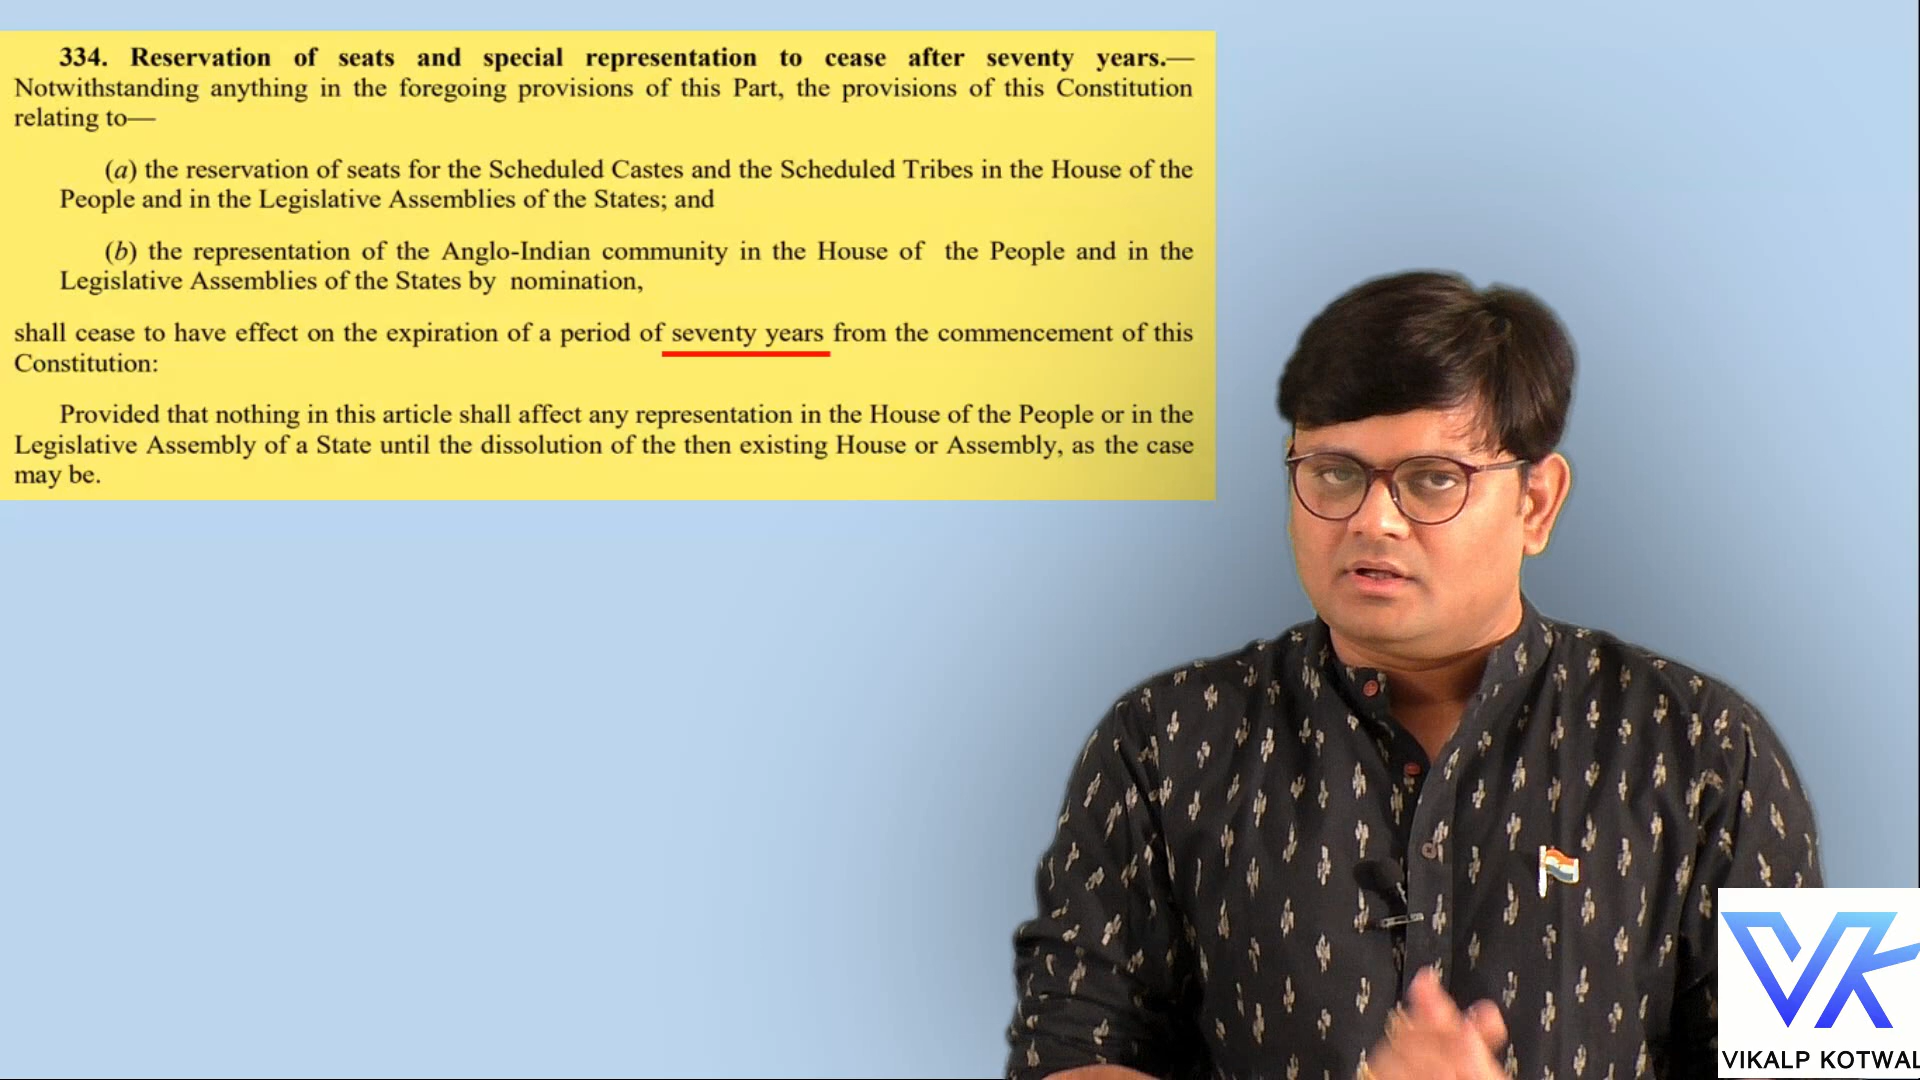 334. Reservation of seats and special representation to cease after seventy years.—
Notwithstanding anything in the foregoing provisions of this Part, the provisions of this Constitution
relating to—
(a) the reservation of seats for the Scheduled Castes and the Scheduled Tribes in the House of the
People and in the Legislative Assemblies of the States; and
(b) the representation of the Anglo-Indian community in the House of the People and in the
Legislative Assemblies of the States by nomination,
shall cease to have effect on the expiration of a period of seventy years from the commencement of this
Constitution:
Provided that nothing in this article shall affect any representation in the House of the People or in the
Legislative Assembly of a State until the dissolution of the then existing House or Assembly, as the case
may be.
VK
VIKALP KOTWAL